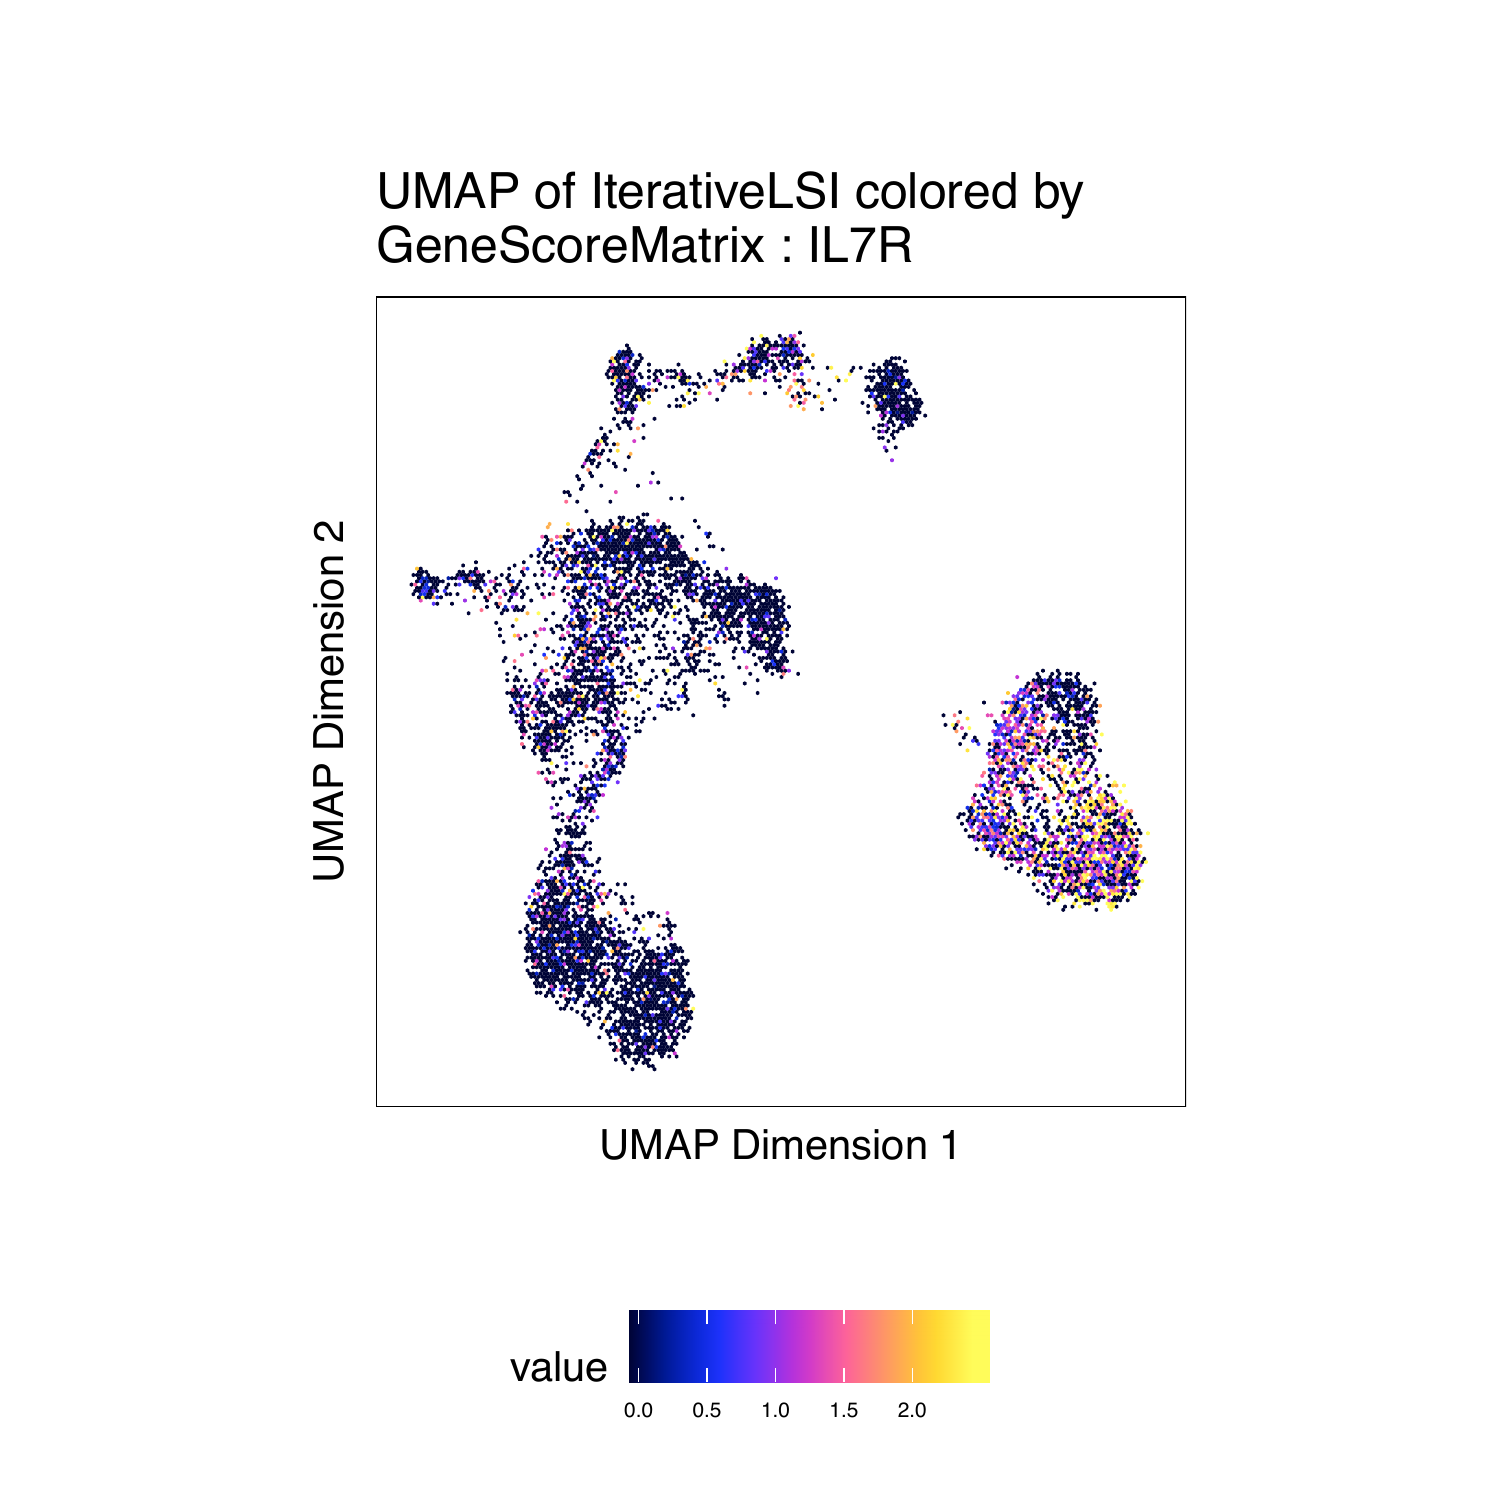 UMAP of IterativeLSI colored by
GeneScoreMatrix : IL7R
UMAP Dimension 2
UMAP Dimension 1
value
0.0 0.5 1.0 1.5 2.0